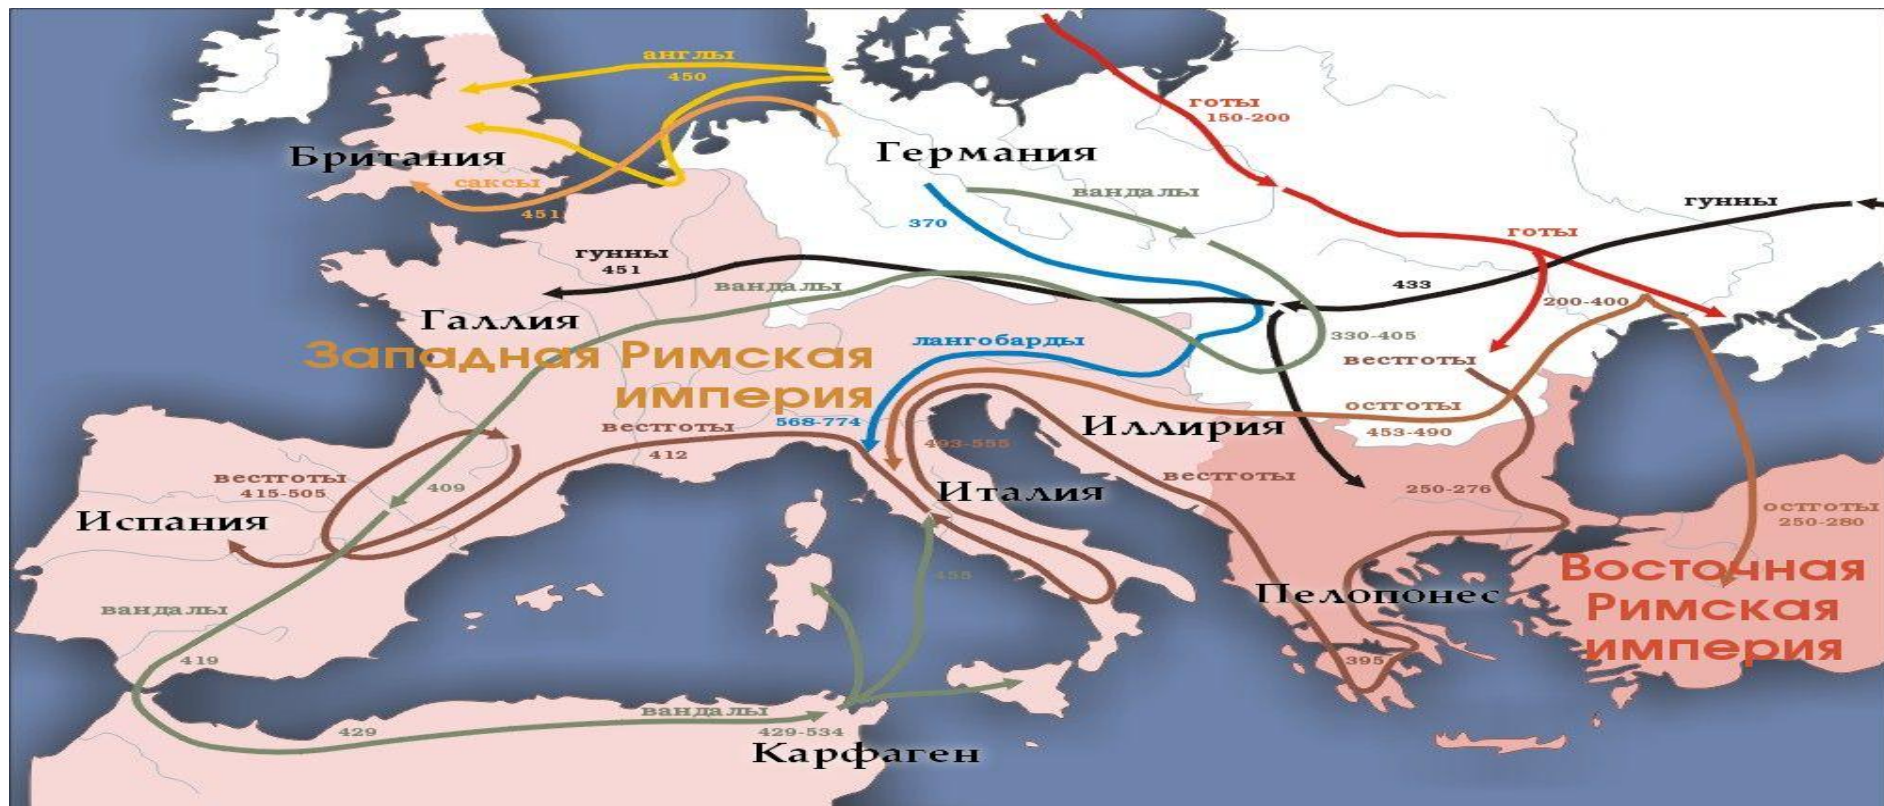 англы
450
готы
150-200
Британия
Германия
саксы
451
вандалы
370
гунны
готы
гунны
451
вандалы
433
200-400
Галлия
330-405
Западная Римская
империя
лангобарды
вестготы
568-774
остготы
453-490
вестготы
412
Иллирия
493-555
вестготы
415-505
409
вестготы
250-276
Италия
Испания
остготы
250-280
455
Восточная
Римская
империя
Пелопонес
вандалы
419
395
вандалы
429
429-534
Карфаген